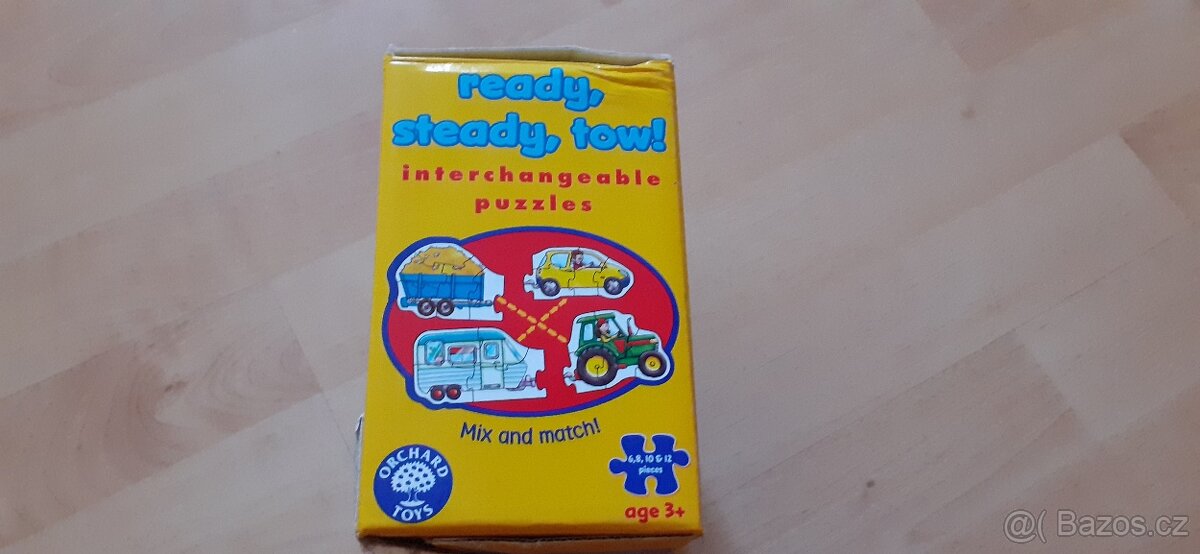 ready,
steady, tow!
interchangeable
puzzles
Mix and match!
ORCHARD
TOYS
6,8, 10 & 12
pieces
age 3+
@( Bazos.cz